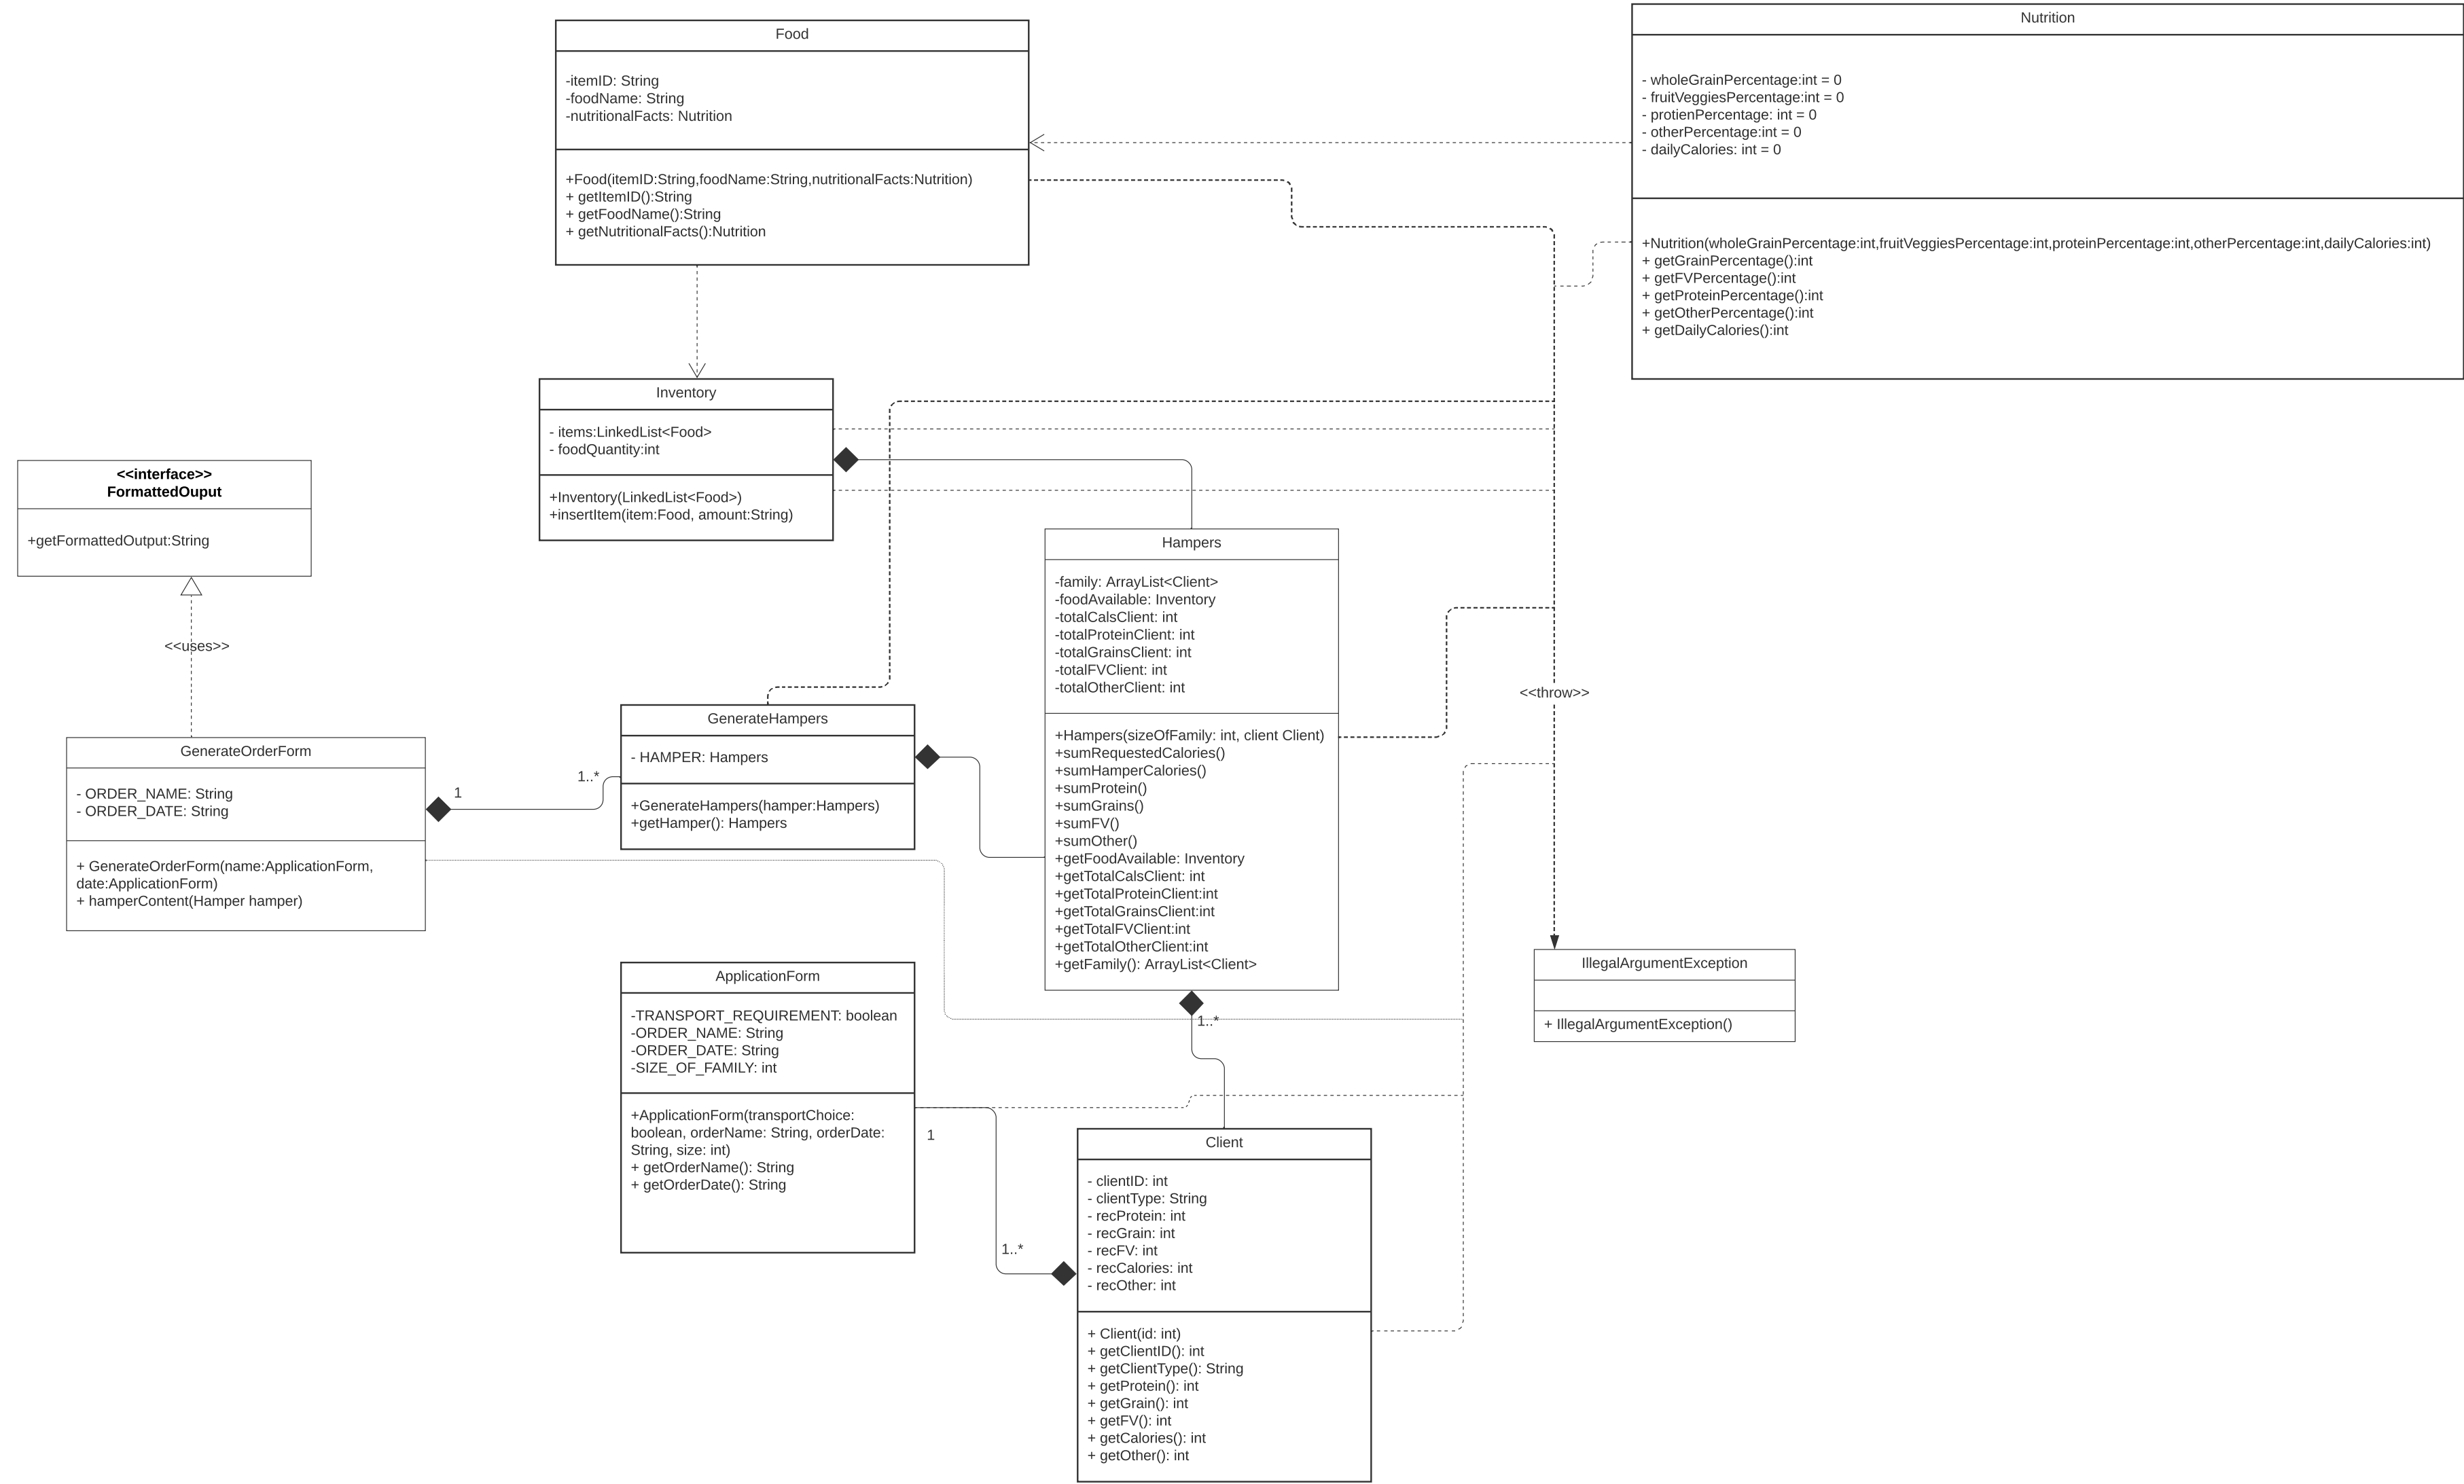 Food
-itemID: String
-foodName: String
-nutritionalFacts: Nutrition
+Food(itemID:String,foodName:String,nutritionalFacts:Nutrition)
+ getItemID():String
+ getFoodName():String
+ getNutritionalFacts():Nutrition
Nutrition
- wholeGrainPercentage:int = 0
- fruitVeggiesPercentage:int = 0
- protienPercentage: int = 0
- otherPercentage:int = 0
- dailyCalories: int = 0
+Nutrition(wholeGrainPercentage:int,fruitVeggiesPercentage:int,proteinPercentage:int,otherPercentage:int,dailyCalories:int)
+ getGrainPercentage():int
+ getFVPercentage():int
+ getProteinPercentage():int
+ getOtherPercentage():int
+ getDailyCalories():int
Inventory
- items:LinkedList<Food>
- foodQuantity:int
+Inventory(LinkedList<Food>)
+insertItem(item:Food, amount:String)
<<interface>>
FormattedOuput
+getFormattedOutput:String
<<uses>>
Hampers
-family: ArrayList<Client>
-foodAvailable: Inventory
-totalCalsClient: int
-totalProteinClient: int
-totalGrainsClient: int
-totalFVClient: int
-totalOtherClient: int
+Hampers(sizeOfFamily: int, client Client)
+sumRequestedCalories()
+sumHamperCalories()
+sumProtein()
+sumGrains()
+sumFV()
+sumOther()
+getFoodAvailable: Inventory
+getTotalCalsClient: int
+getTotalProteinClient:int
+getTotalGrainsClient:int
+getTotalFVClient:int
+getTotalOtherClient:int
+getFamily(): ArrayList<Client>
<<throw>>
GenerateHampers
- HAMPER: Hampers
+GenerateHampers(hamper:Hampers)
+getHamper(): Hampers
GenerateOrderForm
- ORDER_NAME: String
- ORDER_DATE: String
+ GenerateOrderForm(name:ApplicationForm,
date:ApplicationForm)
+ hamperContent(Hamper hamper)
1
1..*
ApplicationForm
-TRANSPORT_REQUIREMENT: boolean
-ORDER_NAME: String
-ORDER_DATE: String
-SIZE_OF_FAMILY: int
+ApplicationForm(transportChoice:
boolean, orderName: String, orderDate:
String, size: int)
+ getOrderName(): String
+ getOrderDate(): String
IllegalArgumentException
+ IllegalArgumentException()
1..*
1
1..*
Client
- clientID: int
- clientType: String
- recProtein: int
- recGrain: int
- recFV: int
- recCalories: int
- recOther: int
+ Client(id: int)
+ getClientID(): int
+ getClientType(): String
+ getProtein(): int
+ getGrain(): int
+ getFV(): int
+ getCalories(): int
+ getOther(): int